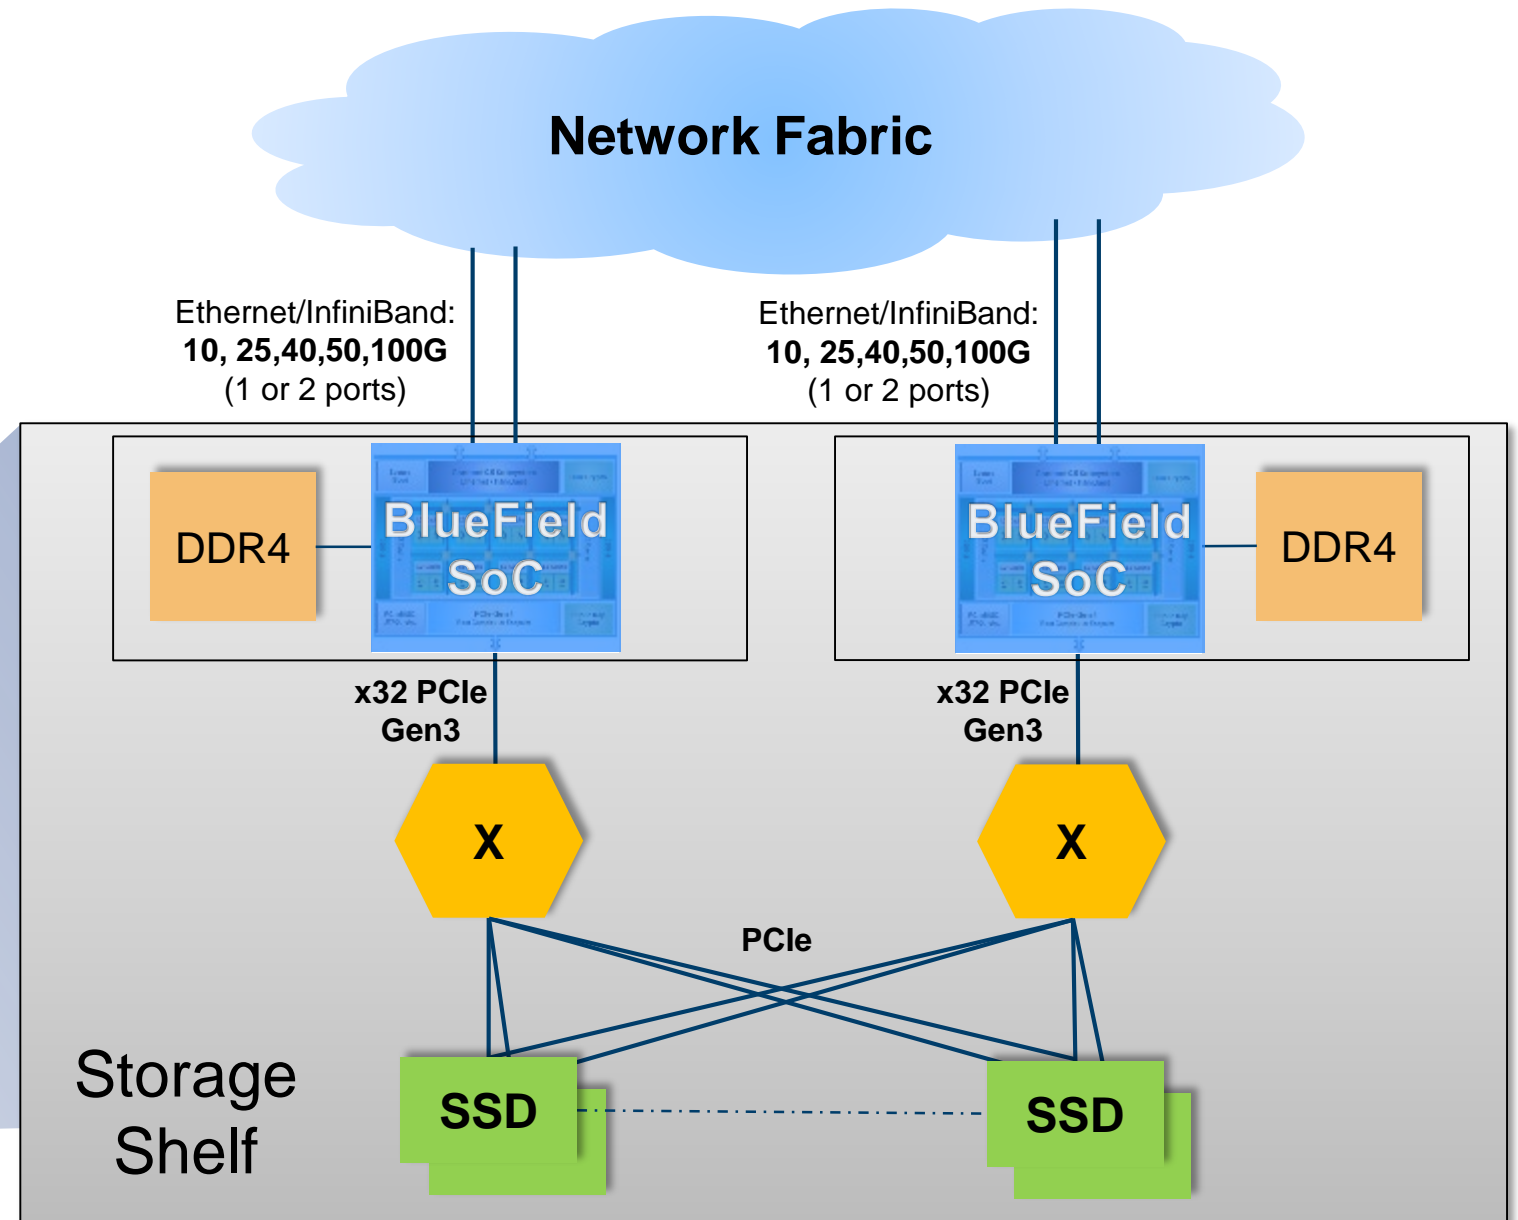 Network Fabric
Ethernet/InfiniBand:
10, 25,40,50,100G
(1 or 2 ports)
Ethernet/InfiniBand:
10, 25,40,50,100G
(1 or 2 ports)
DDR4
BlueField
SoC
BlueField
SoC
DDR4
x32 PCIe
Gen3
x32 PCIe
Gen3
X
X
PCIe
Storage
Shelf
SSD
SSD